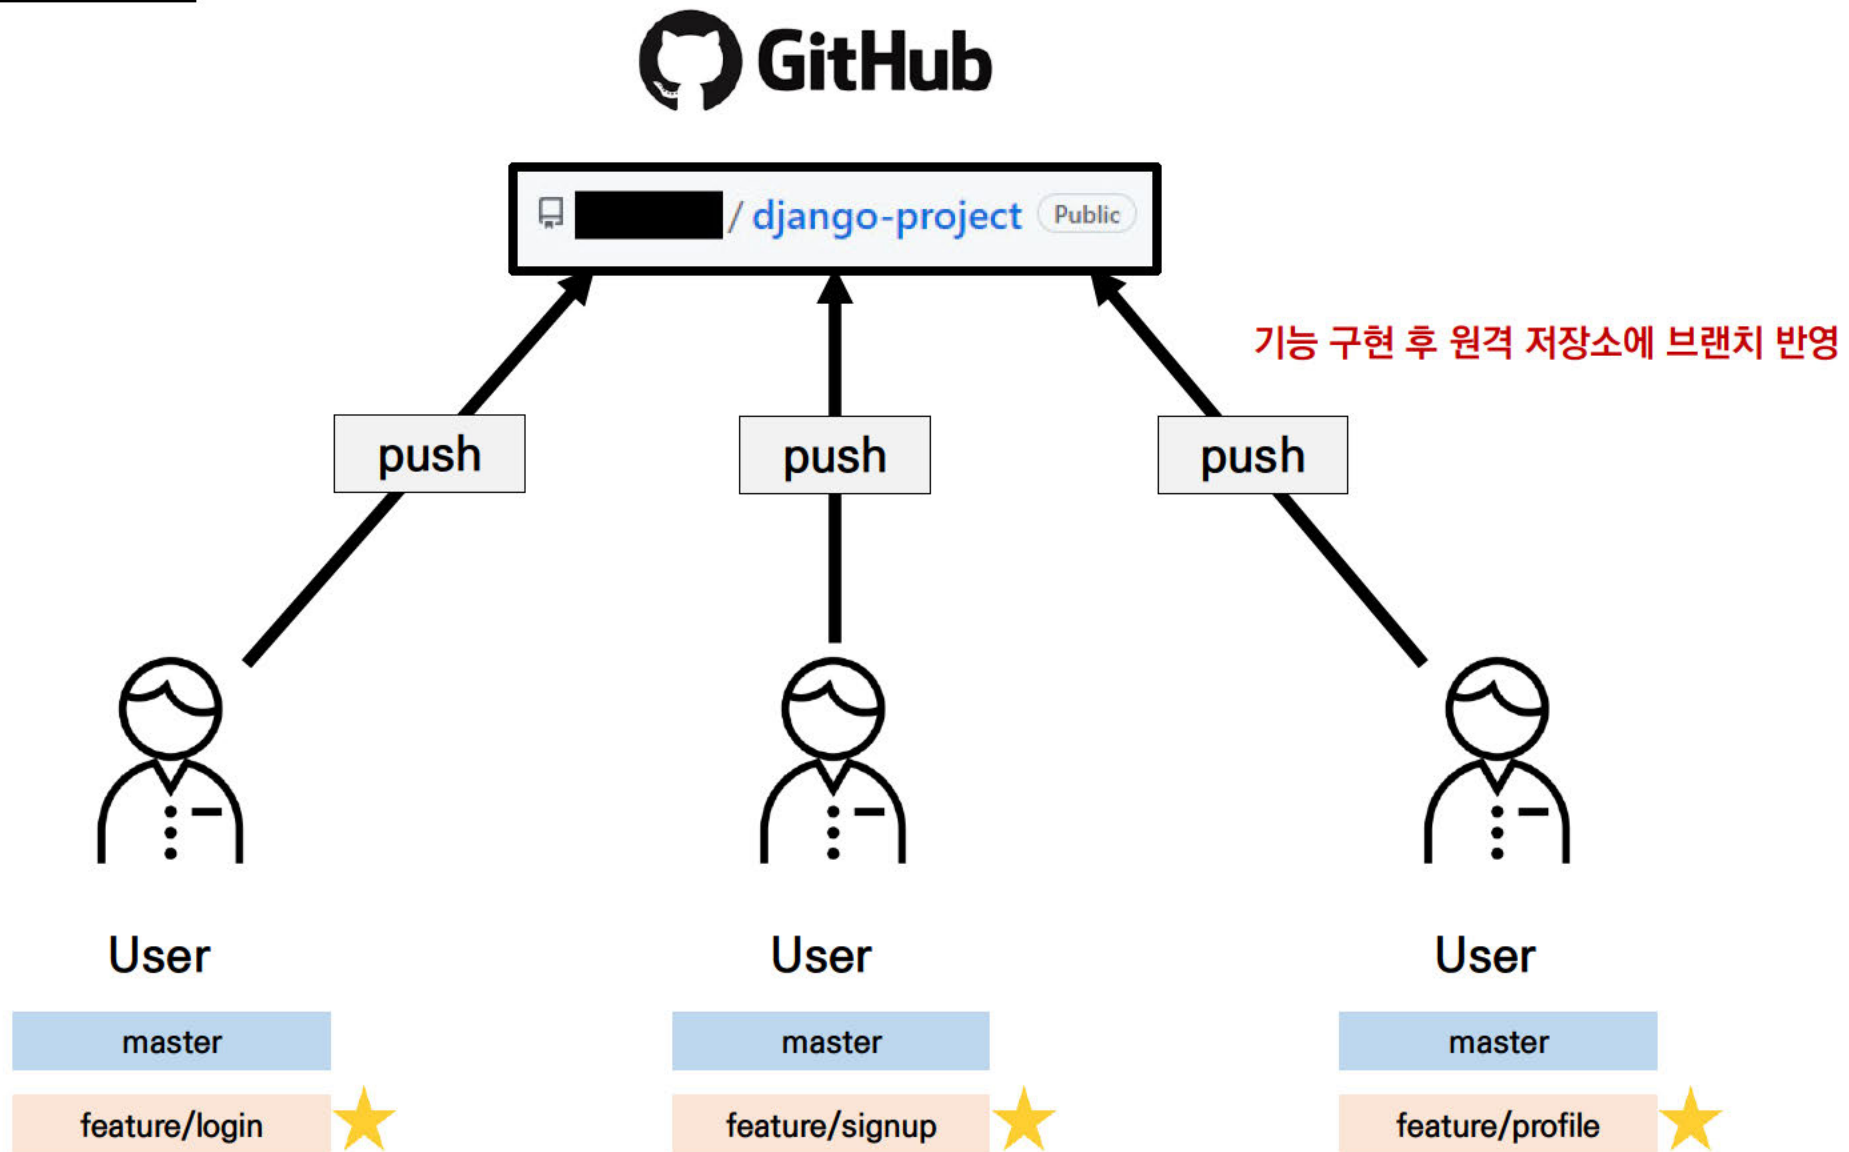 GitHub
/ django-project Public
기능 구현 후 원격 저장소에 브랜치 반영
push push push
User User User
master master master
feature/login feature/signup feature/profile